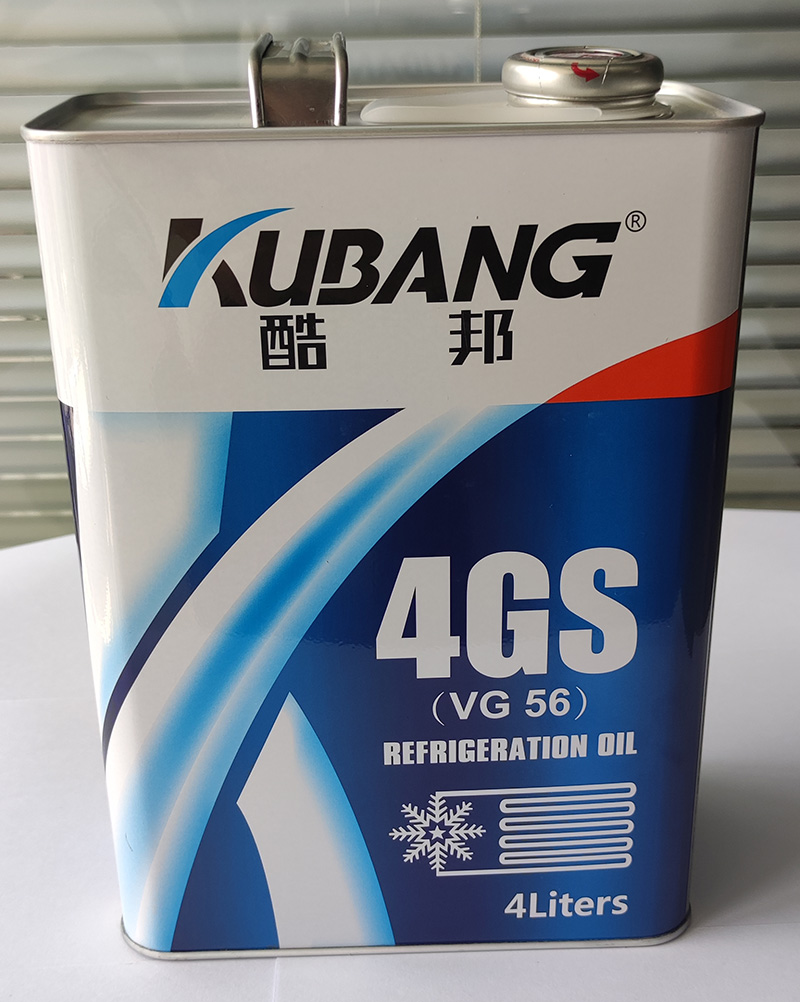 KUBANG®
酷邦
4GS
（VG 56）
REFRIGERATION OIL
4Liters